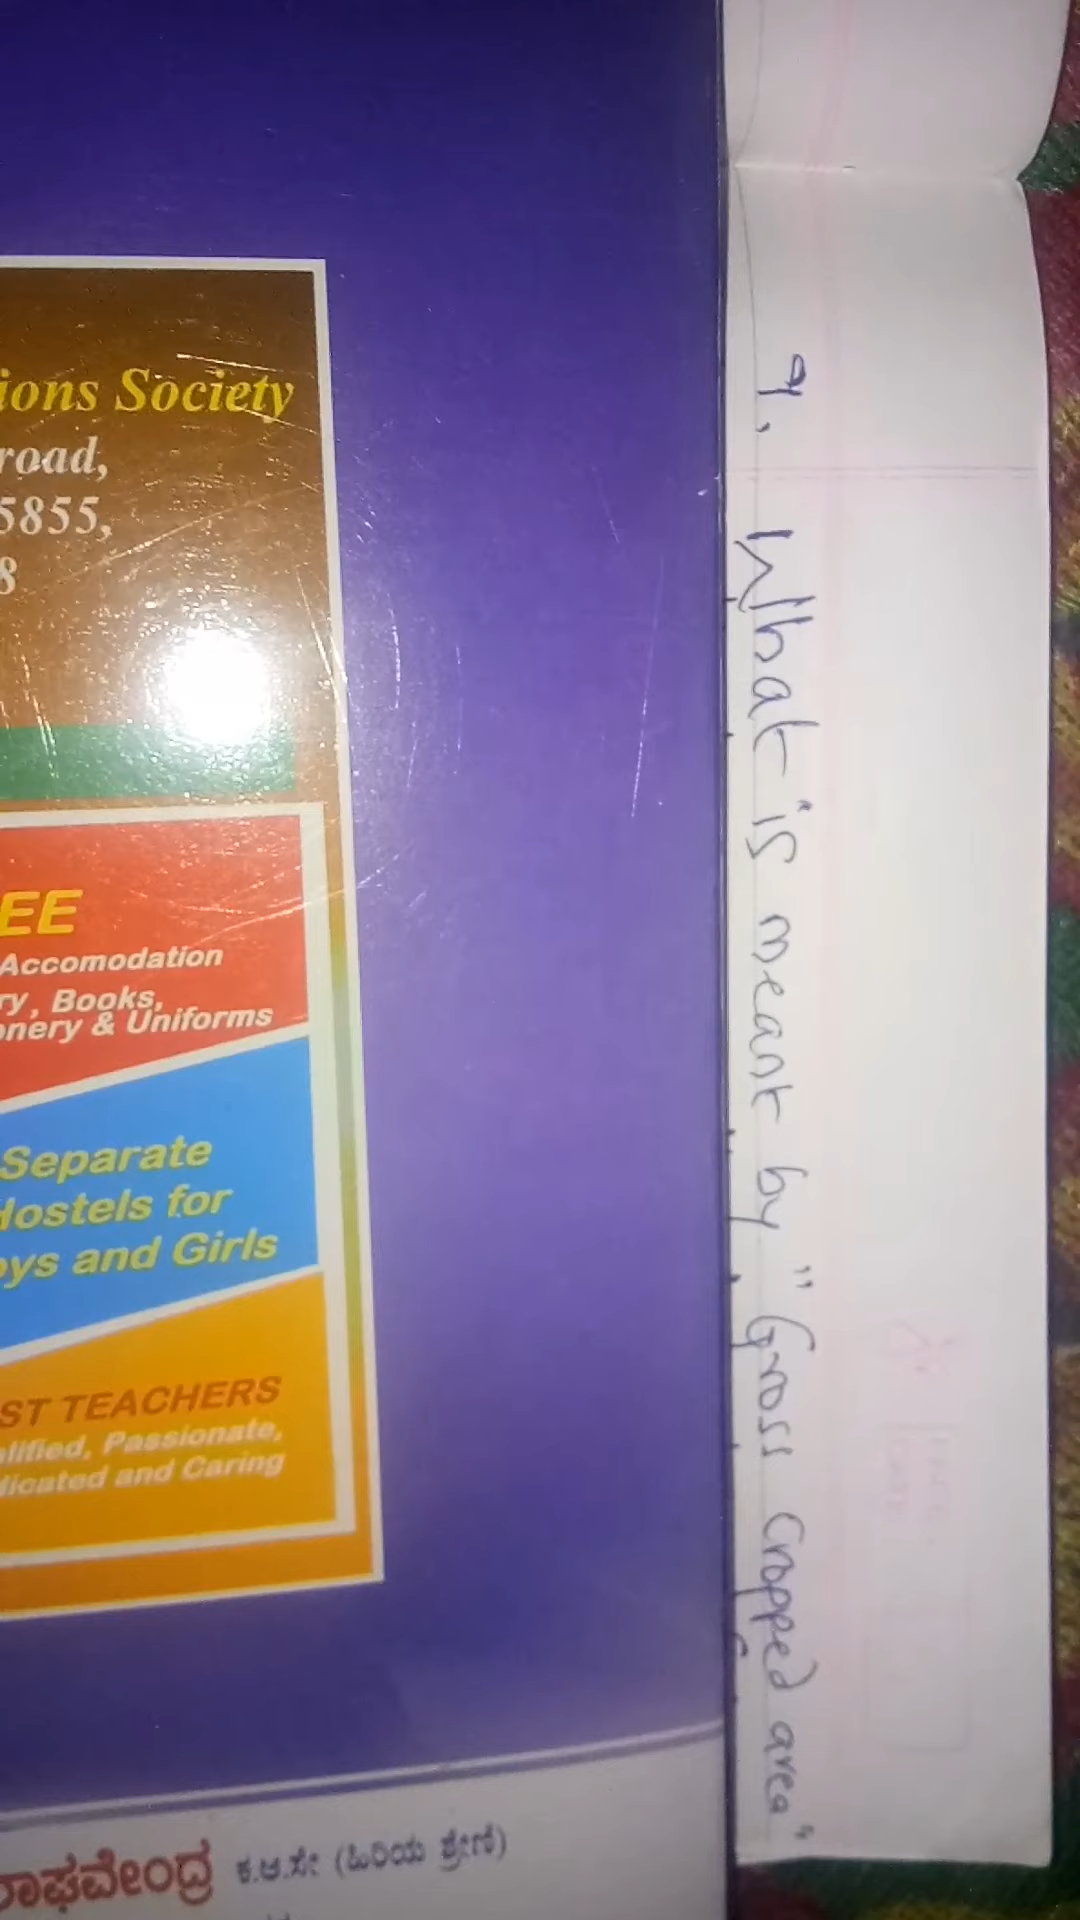 ions Society
road,
5855,
8
EE
Accomodation
ry, Books,
onery & Uniforms
Separate
Hostels for
oys and Girls
ST TEACHERS
alified, Passionate,
dicated and Caring
ರಾಘವೇಂದ್ರ ಕ.ಆ.ಸೇ (ಹಿರಿಯ ಶ್ರೇಣಿ)
9. What is meant by "Gross cropped area"